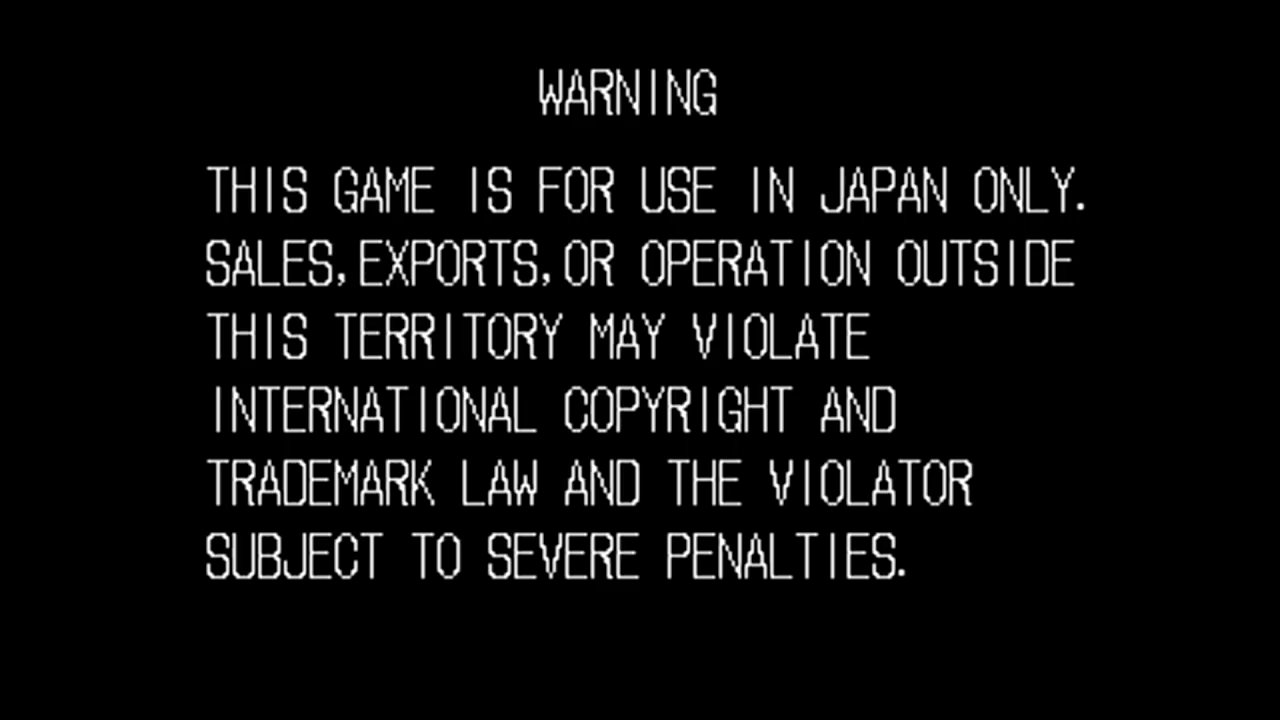 WARNING
THIS GAME IS FOR USE IN JAPAN ONLY.
SALES,EXPORTS,OR OPERATION OUTSIDE
THIS TERRITORY MAY VIOLATE
INTERNATIONAL COPYRIGHT AND
TRADEMARK LAW AND THE VIOLATOR
SUBJECT TO SEVERE PENALTIES.